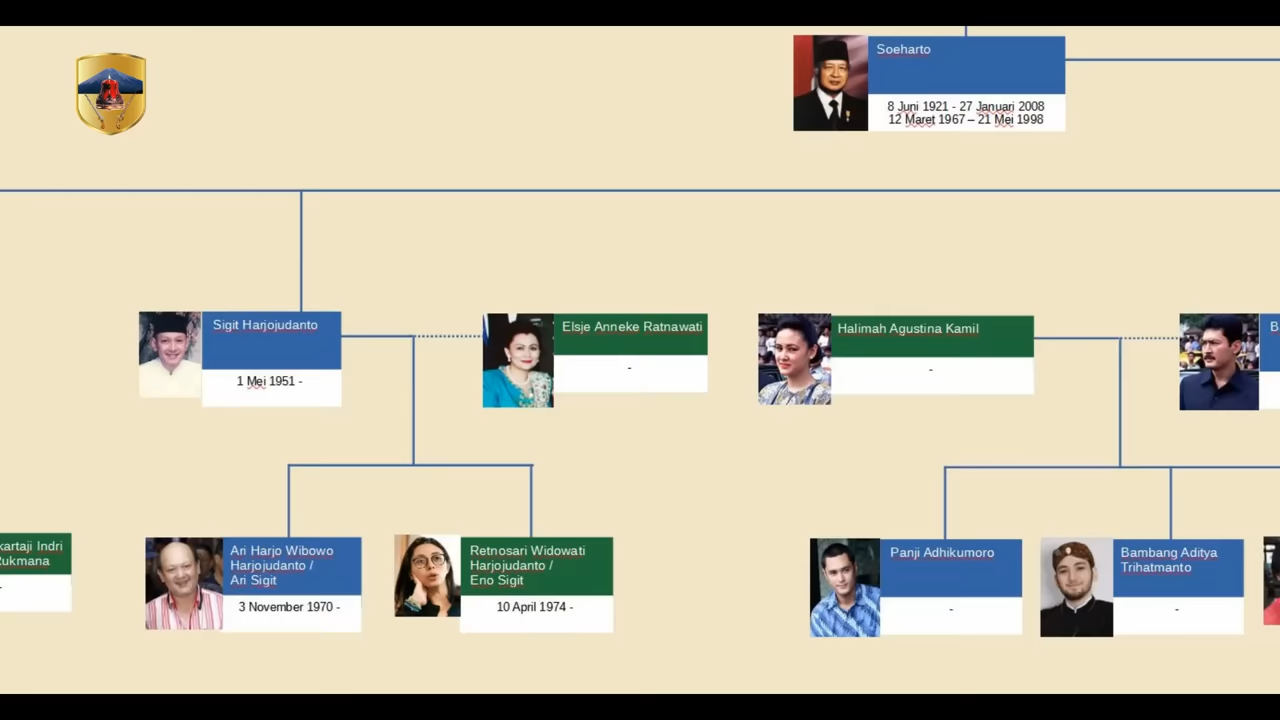 Soeharto
8 Juni 1921 - 27 Januari 2008
12 Maret 1967 – 21 Mei 1998
Sigit Harjojudanto
1 Mei 1951 -
Elsje Anneke Ratnawati
-
Halimah Agustina Kamil
-
B
kartaji Indri
Rukmana
-
Ari Harjo Wibowo
Harjojudanto /
Ari Sigit
3 November 1970 -
Retnosari Widowati
Harjojudanto /
Eno Sigit
10 April 1974 -
Panji Adhikumoro
-
Bambang Aditya
Trihatmanto
-